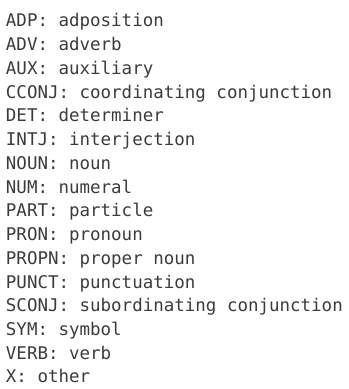 ADP: adposition
ADV: adverb
AUX: auxiliary
CCONJ: coordinating conjunction
DET: determiner
INTJ: interjection
NOUN: noun
NUM: numeral
PART: particle
PRON: pronoun
PROPN: proper noun
PUNCT: punctuation
SCONJ: subordinating conjunction
SYM: symbol
VERB: verb
X: other